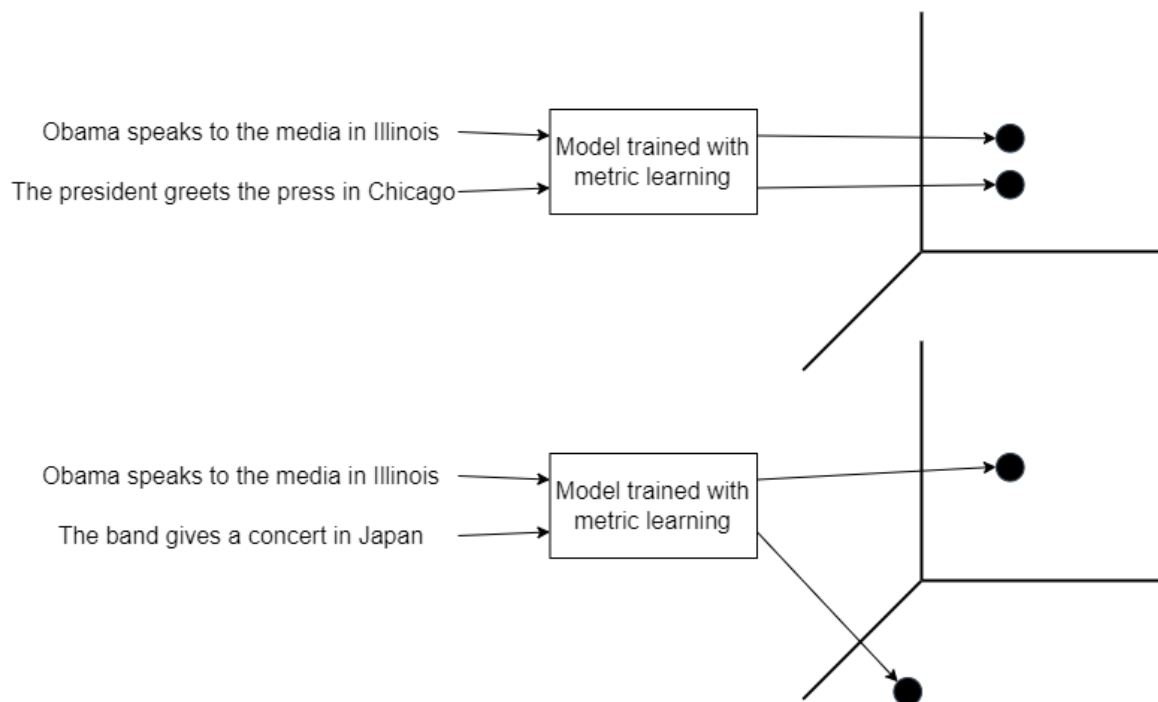 Obama speaks to the media in Illinois
The president greets the press in Chicago
Model trained with
metric learning
Obama speaks to the media in Illinois
The band gives a concert in Japan
Model trained with
metric learning